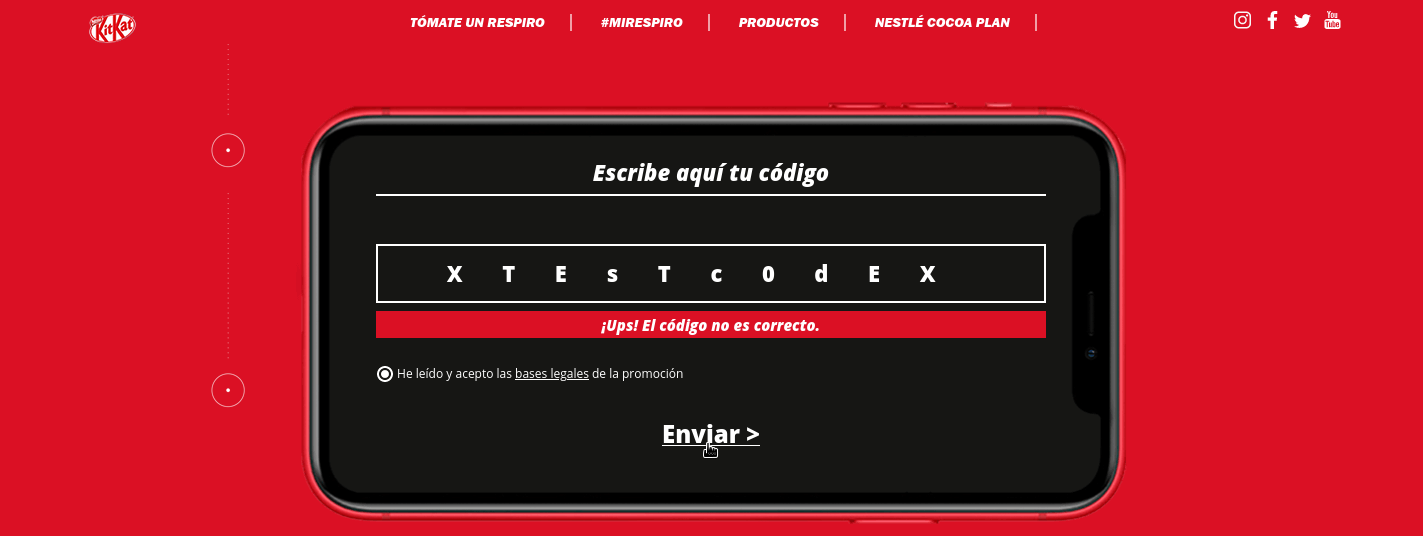 KitKat
TÓMATE UN RESPIRO
#MIRESPIRO
PRODUCTOS
NESTLÉ COCOA PLAN
You
Tube
Escribe aquí tu código
X T E s T c 0 d E X
¡Ups! El código no es correcto.
He leído y acepto las bases legales de la promoción
Enviar >